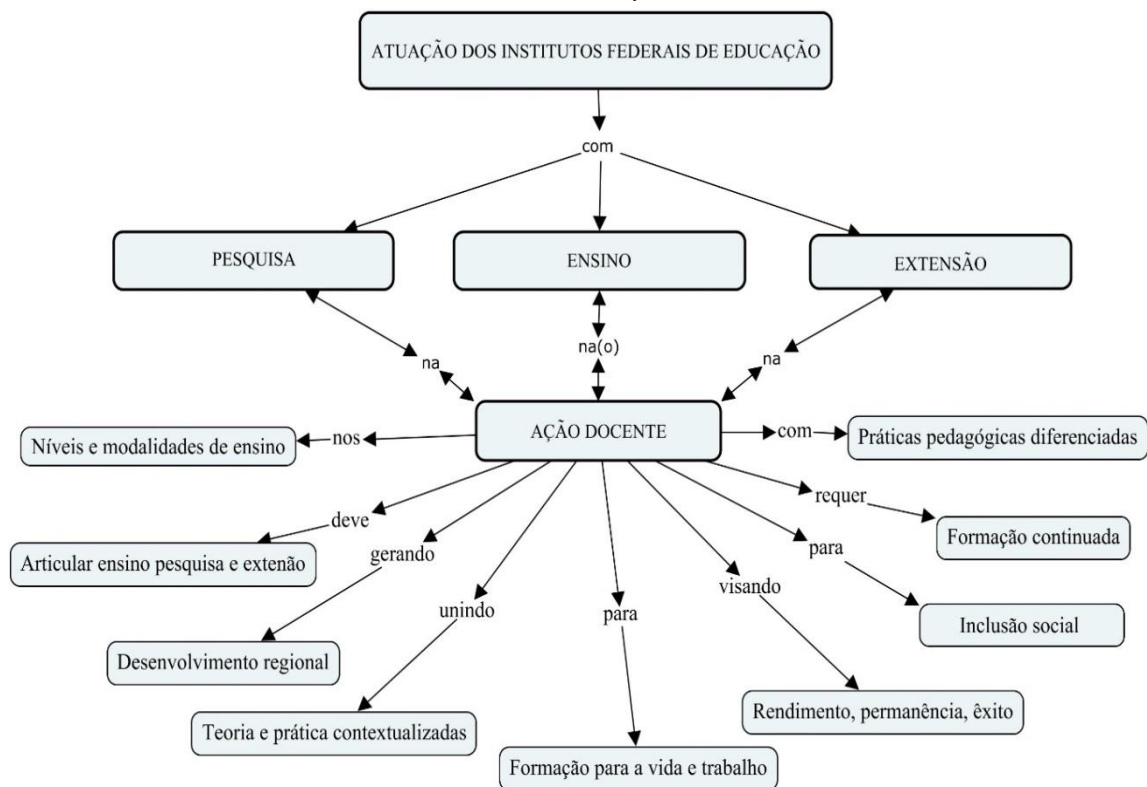 ATUAÇÃO DOS INSTITUTOS FEDERAIS DE EDUCAÇÃO
com
PESQUISA
ENSINO
EXTENSÃO
na
na(o)
na
AÇÃO DOCENTE
nos
Níveis e modalidades de ensino
com
Práticas pedagógicas diferenciadas
deve
Articular ensino pesquisa e extenão
gerando
Desenvolvimento regional
unindo
Teoria e prática contextualizadas
para
Formação para a vida e trabalho
visando
Rendimento, permanência, êxito
para
Inclusão social
requer
Formação continuada